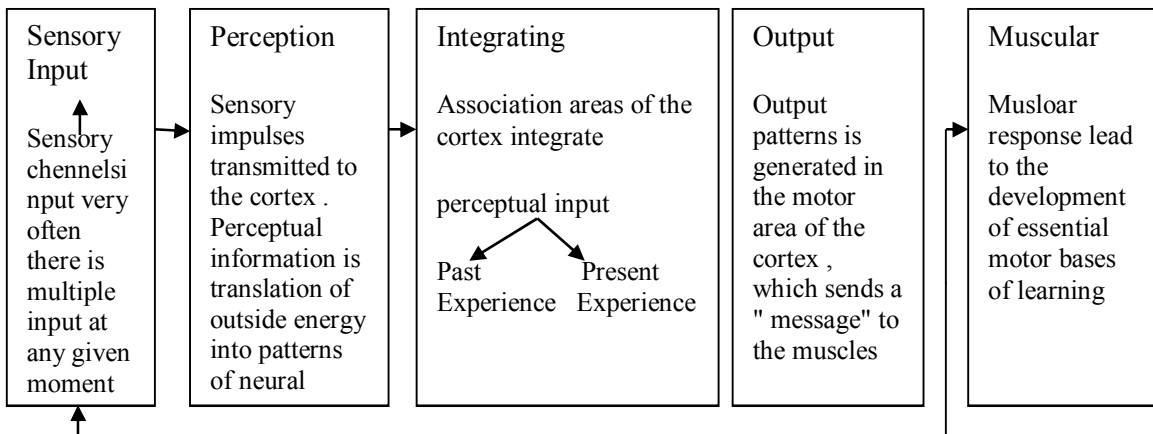 Sensory
Input
Sensory
chennelsi
nput very
often
there is
multiple
input at
any given
moment
Perception
Sensory
impulses
transmitted to
the cortex .
Perceptual
information is
translation of
outside energy
into patterns
of neural
Integrating
Association areas of the
cortex integrate
perceptual input
Past Present
Experience Experience
Output
Output
patterns is
generated in
the motor
area of the
cortex ,
which sends a
" message" to
the muscles
Muscular
Musloar
response lead
to the
development
of essential
motor bases
of learning